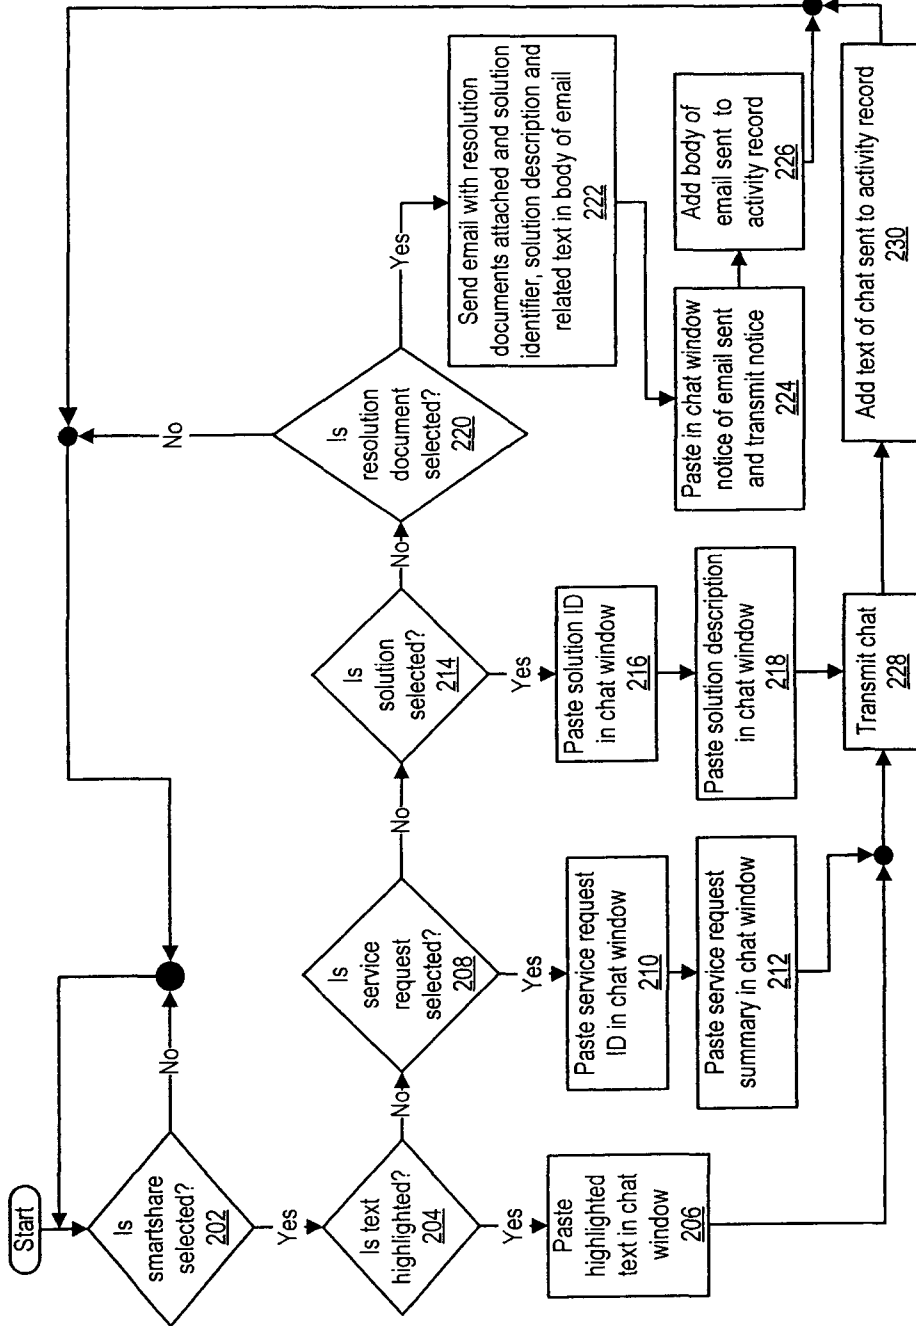 Start
Is
smartshare
selected?
202
No
Yes
Is text
highlighted?
204
No
Yes
Paste
highlighted
text in chat
window
206
Is
service
request
selected?
208
No
Yes
Paste service request
ID in chat window
210
Paste service request
summary in chat window
212
Is
solution
selected?
214
No
Yes
Paste solution ID
in chat window
216
Paste solution description
in chat window
218
Is
resolution
document
selected?
220
No
Yes
Send email with resolution
documents attached and solution
identifier, solution description and
related text in body of email
222
Paste in chat window
notice of email sent
and transmit notice
224
Add body of
email sent to
activity record
226
Transmit chat
228
Add text of chat sent to activity record
230